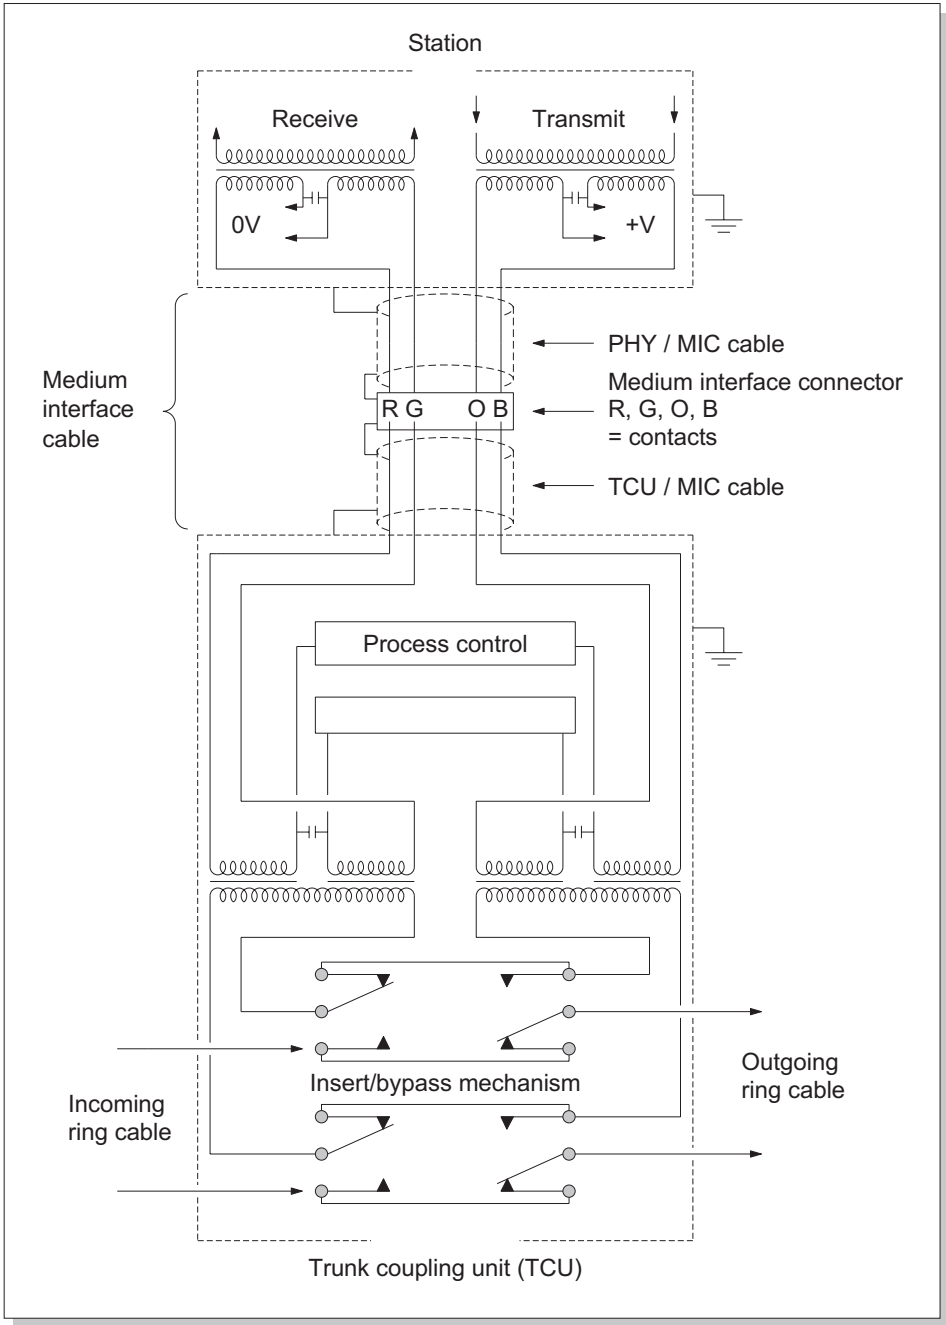 Station
Receive
Transmit
0V
+V
PHY / MIC cable
Medium
interface
cable
Medium interface connector
R G O B
R, G, O, B
= contacts
TCU / MIC cable
Process control
Insert/bypass mechanism
Outgoing
ring cable
Incoming
ring cable
Trunk coupling unit (TCU)